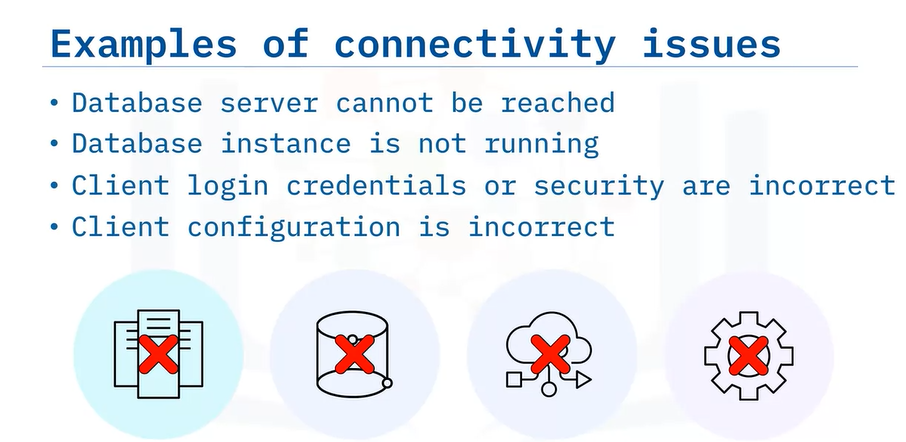 Examples of connectivity issues
• Database server cannot be reached
• Database instance is not running
• Client login credentials or security are incorrect
• Client configuration is incorrect